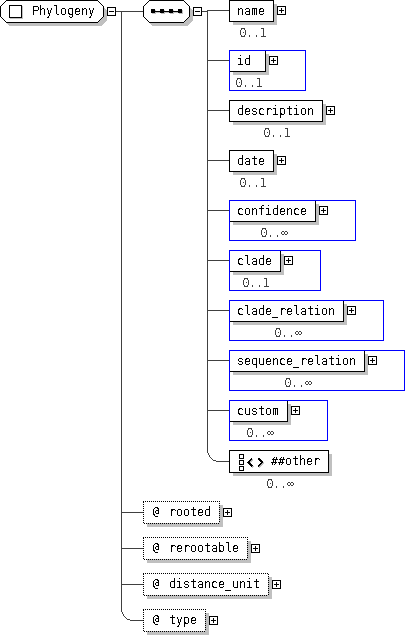 Phylogeny
name
0..1
id
0..1
description
0..1
date
0..1
confidence
0..∞
clade
0..1
clade_relation
0..∞
sequence_relation
0..∞
custom
0..∞
##other
0..∞
@ rooted
@ rerootable
@ distance_unit
@ type